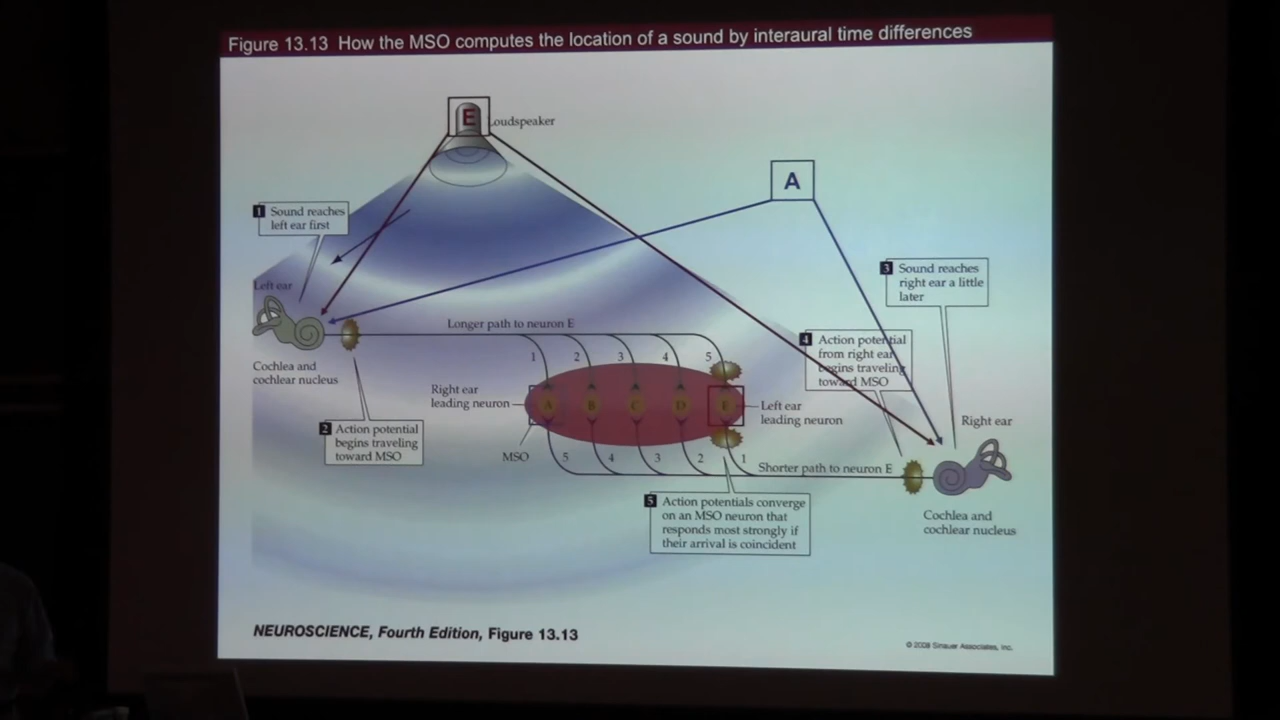 Figure 13.13 How the MSO computes the location of a sound by interaural time differences
E
Loudspeaker
A
1 Sound reaches
left ear first
3 Sound reaches
right ear a little
later
Left ear
Longer path to neuron E
4 Action potential
from right ear
begins traveling
toward MSO
1 2 3 4 5
Cochlea and
cochlear nucleus
Right ear
leading neuron
A B C D E
Left ear
leading neuron
Right ear
2 Action potential
begins traveling
toward MSO
MSO
5 4 3 2 1
Shorter path to neuron E
5 Action potentials converge
on an MSO neuron that
responds most strongly if
their arrival is coincident
Cochlea and
cochlear nucleus
NEUROSCIENCE, Fourth Edition, Figure 13.13
© 2008 Sinauer Associates, Inc.